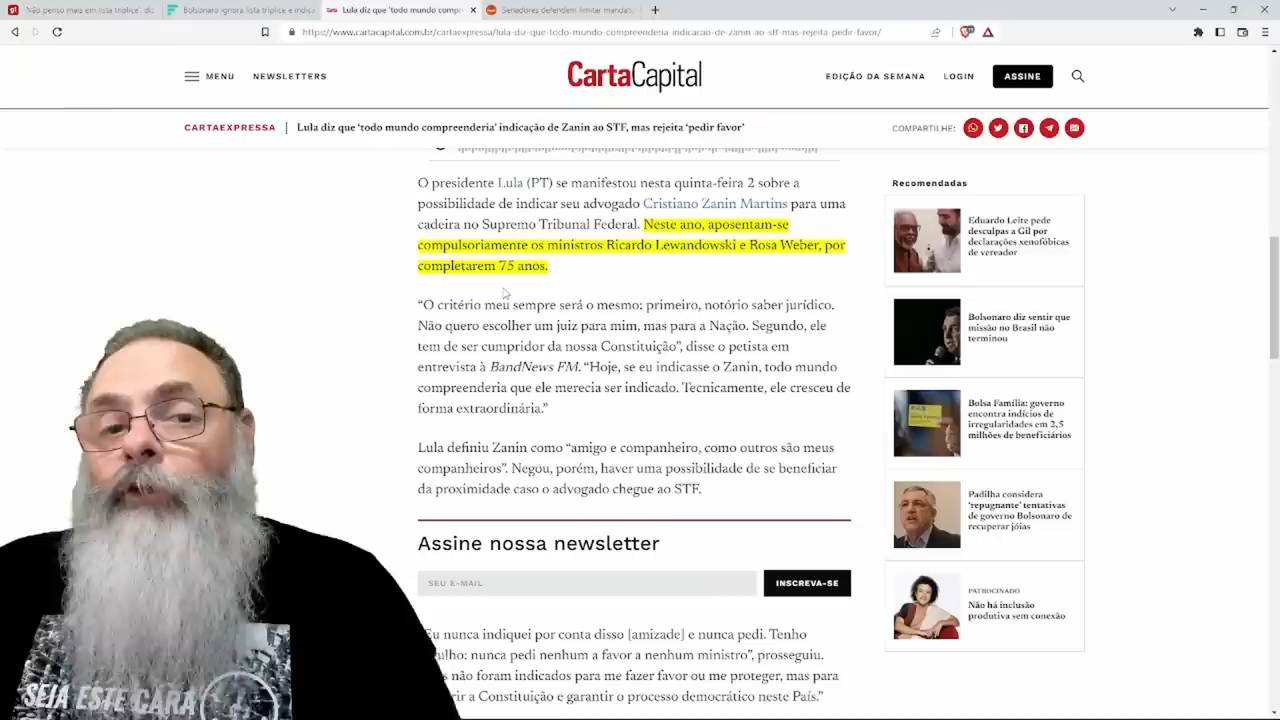 Não penso mais em lista tríplice', diz
Bolsonaro ignora lista tríplice e indica
Lula diz que 'todo mundo compe
Senadores defendem limitar mandato
https://www.cartacapital.com.br/cartaexpressa/lula-diz-que-todo-mundo-compreenderia-indicacao-de-zanin-ao-stf-mas-rejeita-pedir-favor/
MENU
NEWSLETTERS
CartaCapital
EDIÇÃO DA SEMANA
LOGIN
ASSINE
CARTAEXPRESSA | Lula diz que ‘todo mundo compreenderia’ indicação de Zanin ao STF, mas rejeita ‘pedir favor’
COMPARTILHE:
O presidente Lula (PT) se manifestou nesta quinta-feira 2 sobre a
possibilidade de indicar seu advogado Cristiano Zanin Martins para uma
cadeira no Supremo Tribunal Federal. Neste ano, aposentam-se
compulsoriamente os ministros Ricardo Lewandowski e Rosa Weber, por
completarem 75 anos.
“O critério meu sempre será o mesmo: primeiro, notório saber jurídico.
Não quero escolher um juiz para mim, mas para a Nação. Segundo, ele
tem de ser cumpridor da nossa Constituição”, disse o petista em
entrevista à BandNews FM. “Hoje, se eu indicasse o Zanin, todo mundo
compreenderia que ele merecia ser indicado. Tecnicamente, ele cresceu de
forma extraordinária.”
Lula definiu Zanin como “amigo e companheiro, como outros são meus
companheiros”. Negou, porém, haver uma possibilidade de se beneficiar
da proximidade caso o advogado chegue ao STF.
Assine nossa newsletter
SEU E-MAIL
INSCREVA-SE
Eu nunca indiquei por conta disso [amizade] e nunca pedi. Tenho
ulho: nunca pedi nenhum a favor a nenhum ministro”, prosseguiu.
não foram indicados para me fazer favor ou me proteger, mas para
rir a Constituição e garantir o processo democrático neste País.”
Recomendadas
Eduardo Leite pede
desculpas a Gil por
declarações xenofóbicas
de vereador
Bolsonaro diz sentir que
missão no Brasil não
terminou
Bolsa Família: governo
encontra indícios de
irregularidades em 2,5
milhões de beneficiários
Padilha considera
‘repugnante’ tentativas
de governo Bolsonaro de
recuperar jóias
PATROCINADO
Não há inclusão
produtiva sem conexão
SEJA ESTE CARA